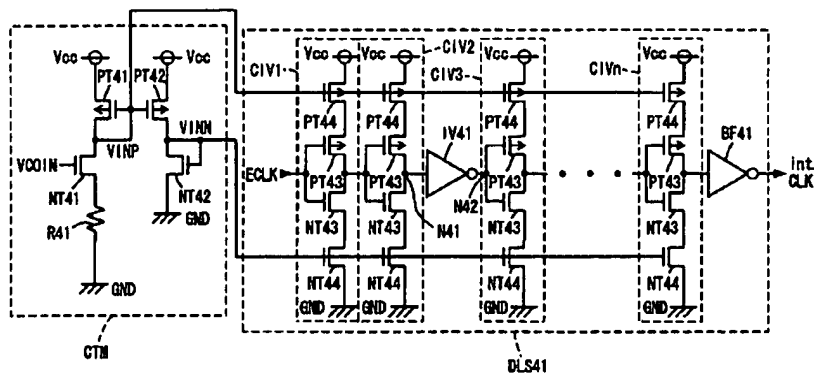 Vcc
PT41
PT42
Vcc
VINP
VINN
VCOIN
NT41
NT42
GND
R41
GND
CTM
Vcc
Vcc
CIV2
Vcc
Vcc
CIV1
CIV3
CIVn
PT44
PT44
PT44
PT44
IV41
BF41
ECLK
PT43
PT43
PT43
PT43
N41
N42
int. CLK
NT43
NT43
NT43
NT43
NT44
NT44
NT44
NT44
GND
GND
GND
DLS41